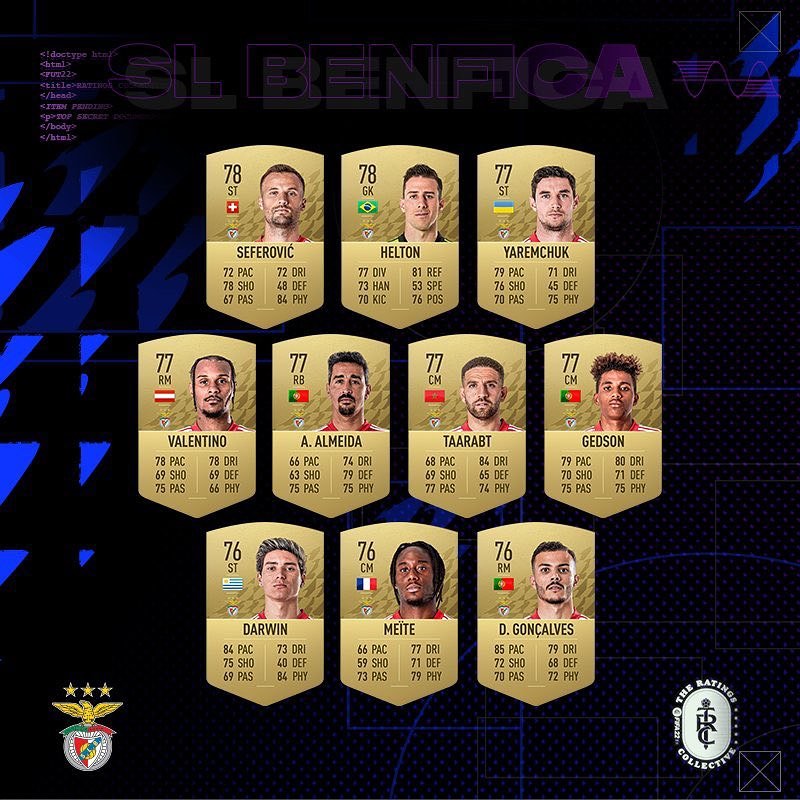 SL BENFICA
<!doctype html>
<html>
<FUT22>
<title>RATINGS
</head>
<ITEM PENDING>
<p>TOP SECRET
</body>
</html>
78
ST
SEFEROVIĆ
72 PAC 72 DRI
78 SHO 48 DEF
67 PAS 84 PHY
78
GK
HELTON
77 DIV 81 REF
73 HAN 53 SPE
70 KIC 76 POS
77
ST
YAREMCHUK
79 PAC 71 DRI
76 SHO 45 DEF
70 PAS 75 PHY
77
RM
VALENTINO
78 PAC 78 DRI
69 SHO 69 DEF
75 PAS 66 PHY
77
RB
A. ALMEIDA
66 PAC 74 DRI
63 SHO 79 DEF
75 PAS 75 PHY
77
CM
TAARABT
68 PAC 84 DRI
69 SHO 65 DEF
77 PAS 74 PHY
77
CM
GEDSON
79 PAC 80 DRI
70 SHO 71 DEF
75 PAS 75 PHY
76
ST
DARWIN
84 PAC 73 DRI
75 SHO 40 DEF
69 PAS 84 PHY
76
CM
MEÏTE
66 PAC 77 DRI
59 SHO 71 DEF
73 PAS 79 PHY
76
RM
D. GONÇALVES
85 PAC 79 DRI
72 SHO 68 DEF
70 PAS 72 PHY
THE RATINGS
COLLECTIVE
FIFA22